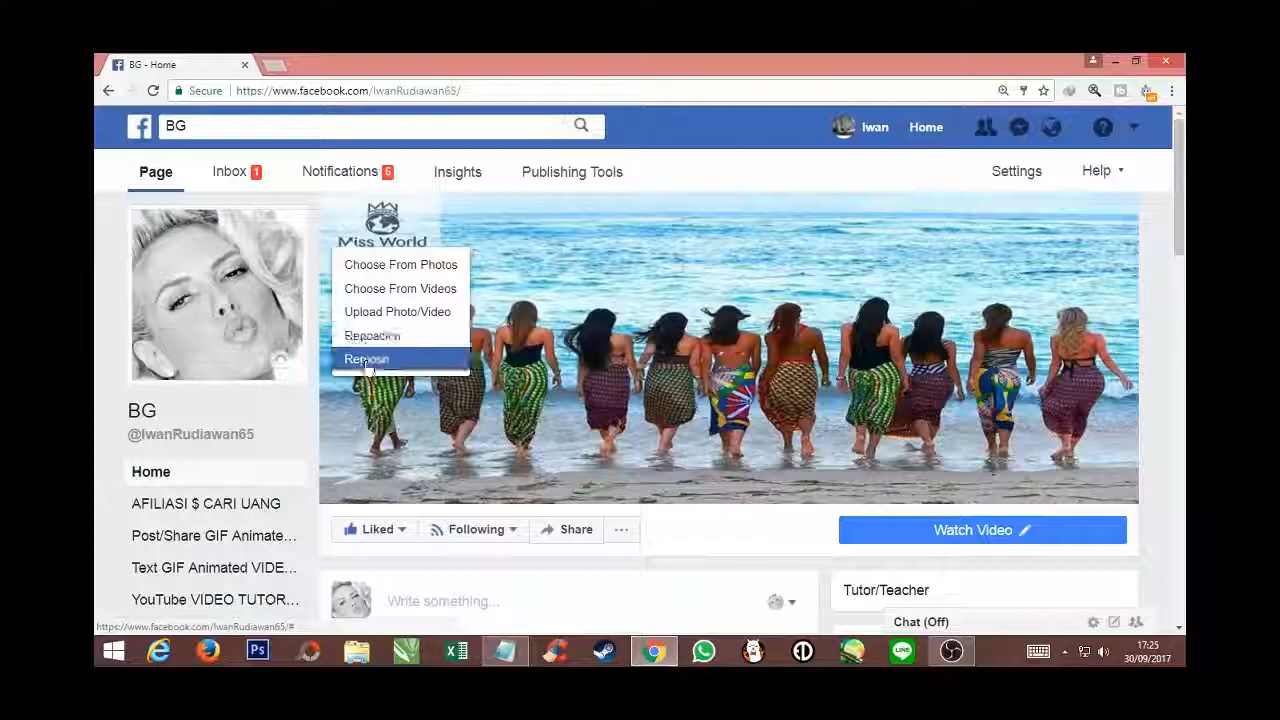 BG - Home
Secure https://www.facebook.com/IwanRudiawan65/
BG
Iwan Home
Page Inbox 1 Notifications 6 Insights Publishing Tools Settings Help
Miss World
Choose From Photos
Choose From Videos
Upload Photo/Video
BG
@IwanRudiawan65
Home
AFILIASI $ CARI UANG
Post/Share GIF Animate...
Text GIF Animated VIDE...
YouTube VIDEO TUTOR...
Liked Following Share ...
Watch Video
Write something...
Tutor/Teacher
Chat (Off)
https://www.facebook.com/IwanRudiawan65/#
17:25
30/09/2017